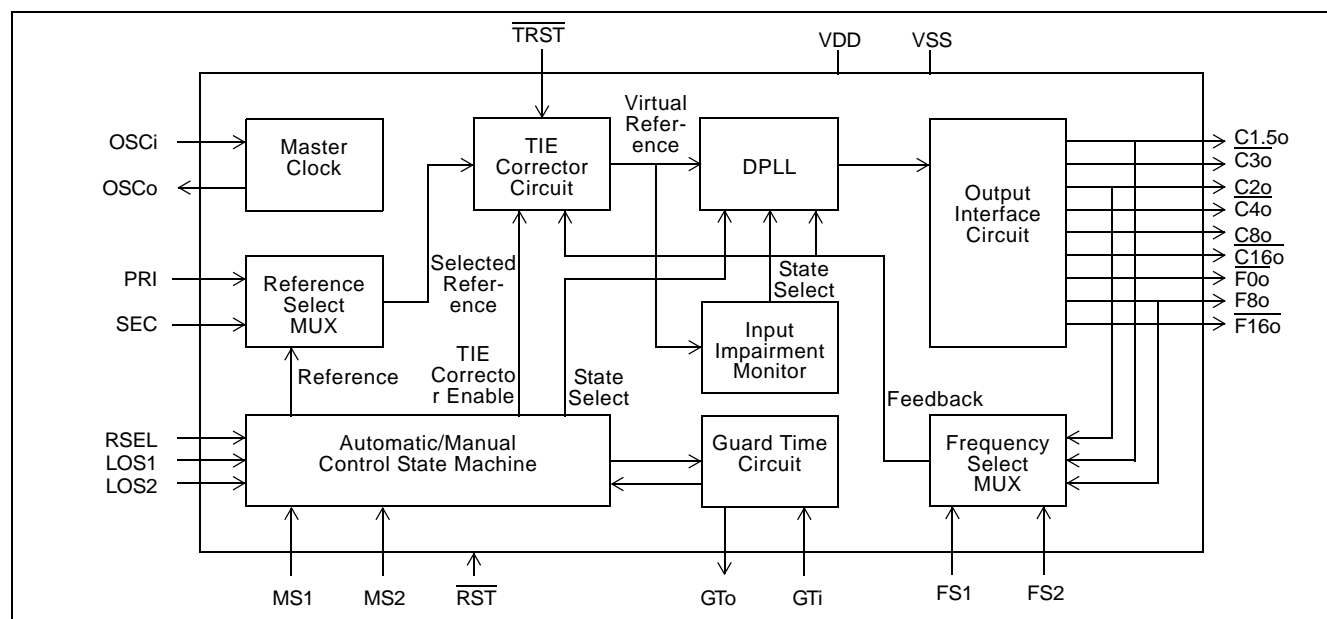 TRST
VDD
VSS
OSCi
OSCo
Master
Clock
TIE
Corrector
Circuit
Virtual
Refer-
ence
DPLL
Output
Interface
Circuit
C1.5o
C3o
C2o
C4o
C8o
C16o
F0o
F8o
F16o
PRI
SEC
Reference
Select
MUX
Selected
Refer-
ence
State
Select
Input
Impairment
Monitor
Reference
TIE
Correcto
r Enable
State
Select
Feedback
RSEL
LOS1
LOS2
Automatic/Manual
Control State Machine
Guard Time
Circuit
Frequency
Select
MUX
MS1
MS2
RST
GTo
GTi
FS1
FS2